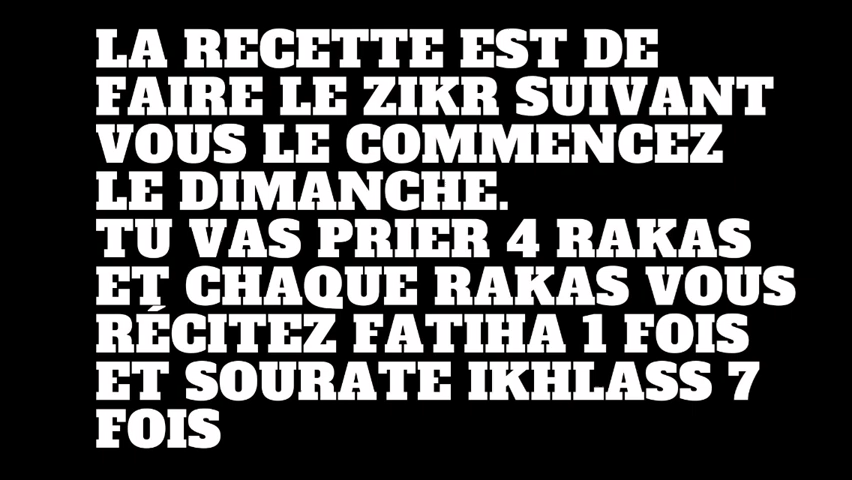 LA RECETTE EST DE
FAIRE LE ZIKR SUIVANT
VOUS LE COMMENCEZ
LE DIMANCHE.
TU VAS PRIER 4 RAKAS
ET CHAQUE RAKAS VOUS
RÉCITEZ FATIHA 1 FOIS
ET SOURATE IKHLASS 7
FOIS